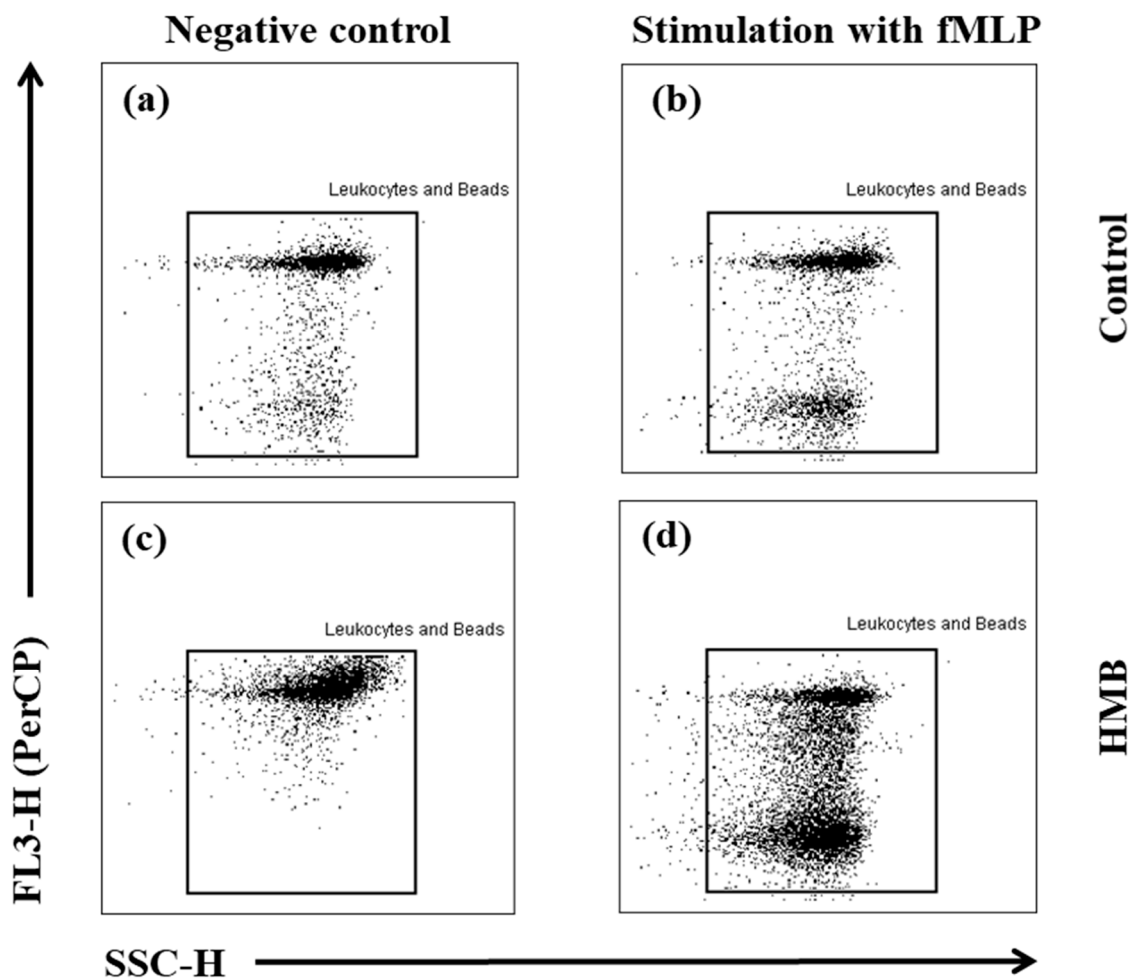 Negative control
Stimulation with fMLP
(a)
Leukocytes and Beads
(b)
Leukocytes and Beads
Control
(c)
Leukocytes and Beads
(d)
Leukocytes and Beads
HMB
FL3-H (PerCP)
SSC-H